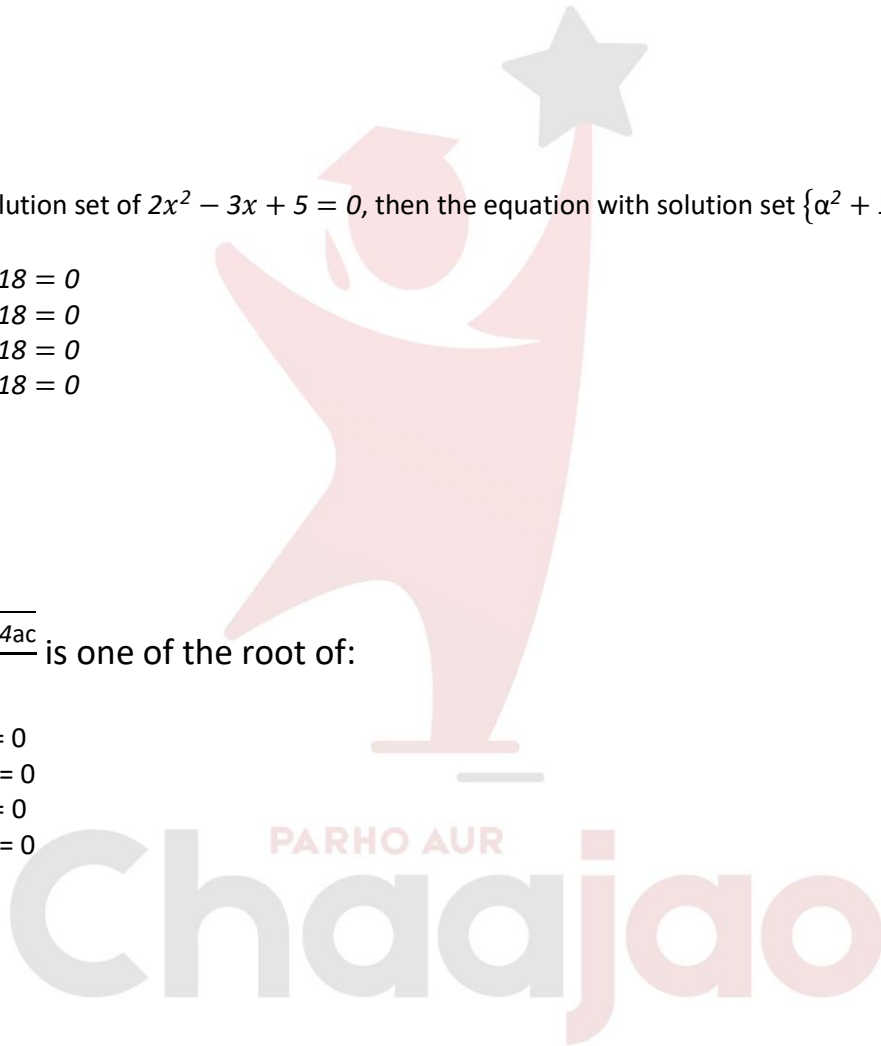 lution set of 2x² − 3x + 5 = 0, then the equation with solution set {α² +
18 = 0
18 = 0
18 = 0
18 = 0
4ac is one of the root of:
= 0
= 0
= 0
= 0
PARHO AUR
Chaajao